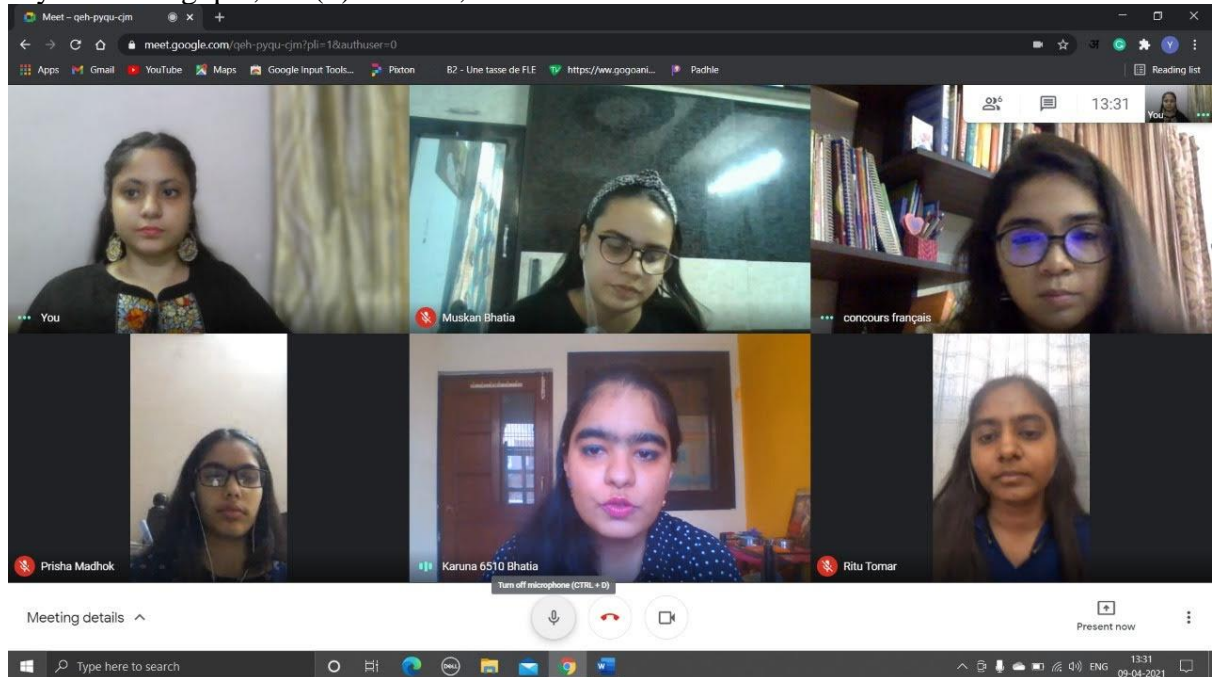 Meet – qeh-pyqu-cjm
meet.google.com/qeh-pyqu-cjm?pli=1&authuser=0
अ
G
Y
Apps
Gmail
YouTube
Maps
Google Input Tools...
Pixton
B2 - Une tasse de FLE
https://ww.gogoani...
Padhle
Reading list
6
13:31
You
You
Muskan Bhatia
concours français
Prisha Madhok
Karuna 6510 Bhatia
Ritu Tomar
Turn off microphone (CTRL + D)
Meeting details
Present now
Type here to search
DELL
W
ENG
13:31
09-04-2021